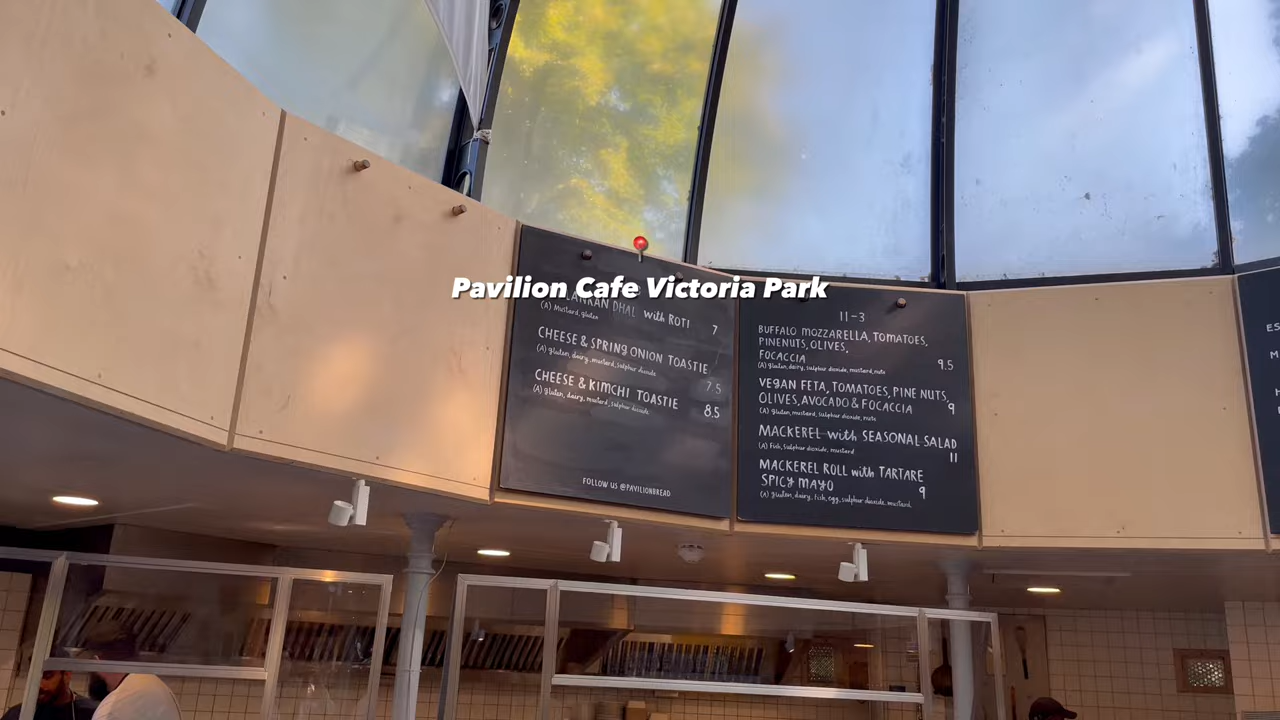 Pavilion Cafe Victoria Park
LANKAN DHAL with ROTI 7
(A) Mustard, gluten
CHEESE & SPRING ONION TOASTIE
(A) gluten, dairy, mustard, sulphur dioxide
7.5
CHEESE & KIMCHI TOASTIE
(A) gluten, dairy, mustard, sulphur dioxide
8.5
FOLLOW US @PAVILIONBREAD
11-3
BUFFALO MOZZARELLA, TOMATOES,
PINENUTS, OLIVES,
FOCACCIA 9.5
(A) gluten, dairy, sulphur dioxide, mustard, nuts
VEGAN FETA, TOMATOES, PINE NUTS,
OLIVES, AVOCADO & FOCACCIA 9
(A) gluten, mustard, sulphur dioxide, nuts
MACKEREL with SEASONAL SALAD
(A) Fish, sulphur dioxide, mustard 11
MACKEREL ROLL with TARTARE
SPICY MAYO 9
(A) gluten, dairy, fish, egg, sulphur dioxide, mustard